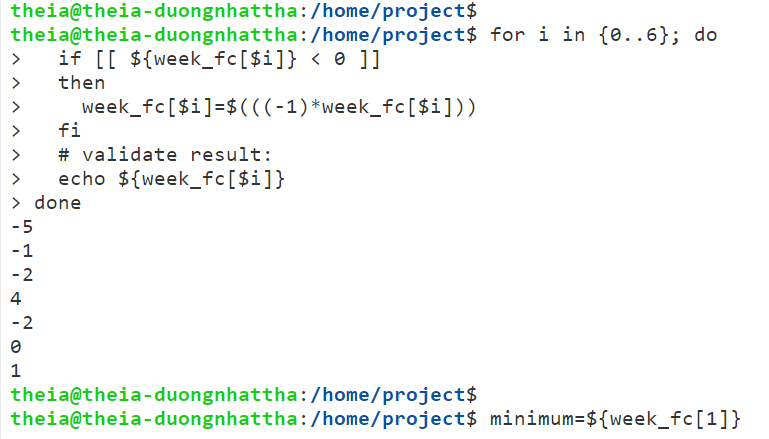 theia@theia-duongnhattha:/home/project$
theia@theia-duongnhattha:/home/project$ for i in {0..6}; do
>   if [[ ${week_fc[$i]} < 0 ]]
>   then
>     week_fc[$i]=$(((-1)*week_fc[$i]))
>   fi
>   # validate result:
>   echo ${week_fc[$i]}
> done
-5
-1
-2
4
-2
0
1
theia@theia-duongnhattha:/home/project$
theia@theia-duongnhattha:/home/project$ minimum=${week_fc[1]}